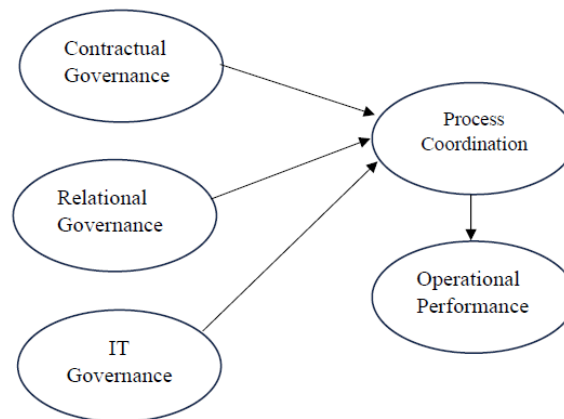 Contractual
Governance
Process
Coordination
Relational
Governance
Operational
Performance
IT
Governance